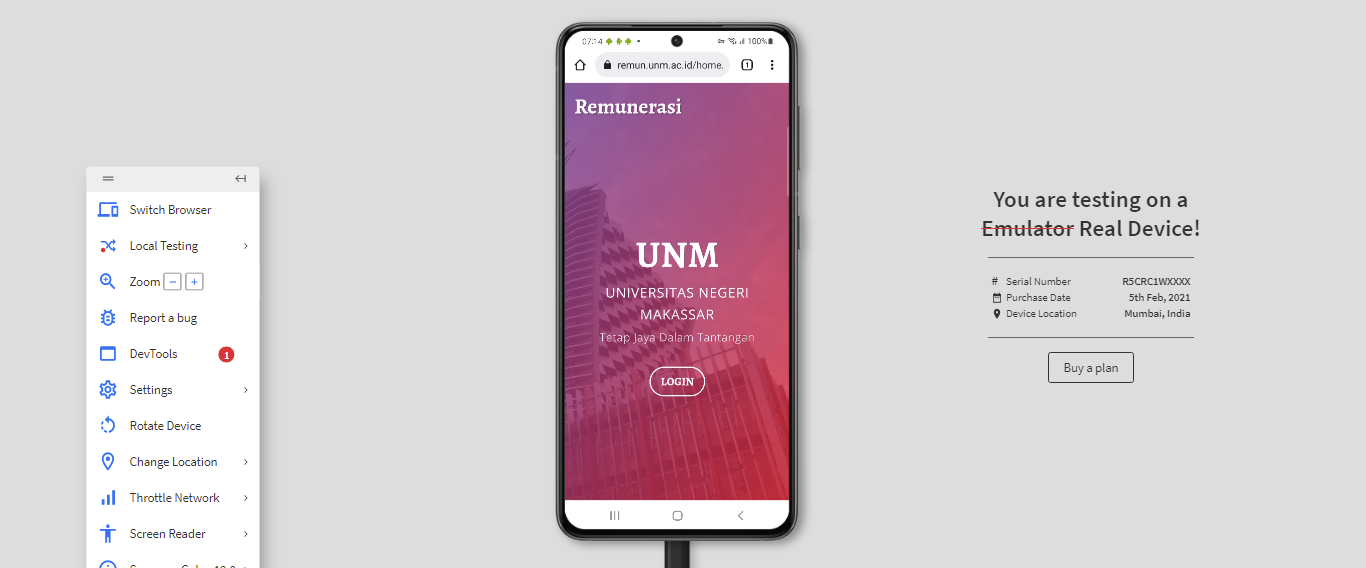 Switch Browser
Local Testing
Zoom − +
Report a bug
DevTools 1
Settings
Rotate Device
Change Location
Throttle Network
Screen Reader
07:14 100%
remun.unm.ac.id/home.
1
Remunerasi
UNM
UNIVERSITAS NEGERI
MAKASSAR
Tetap Jaya Dalam Tantangan
LOGIN
You are testing on a
Emulator Real Device!
# Serial Number R5CRC1WXXXX
Purchase Date 5th Feb, 2021
Device Location Mumbai, India
Buy a plan